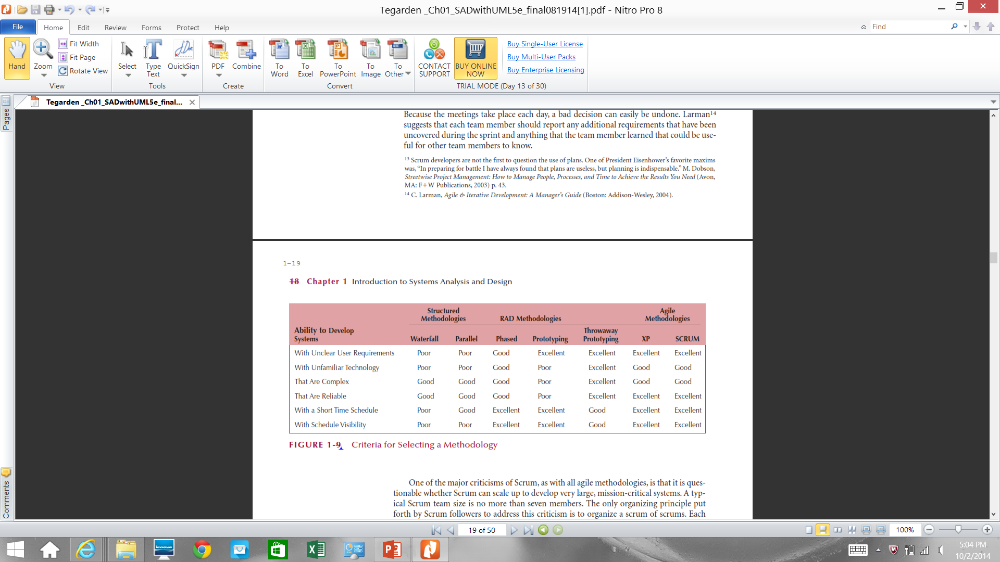 Tegarden _Ch01_SADwithUML5e_final081914[1].pdf - Nitro Pro 8
File Home Edit Review Forms Protect Help
Find
Hand
Zoom
Fit Width
Fit Page
Rotate View
View
Select
Type Text
QuickSign
Tools
PDF
Combine
Create
To Word
To Excel
To PowerPoint
To Image
To Other
Convert
CONTACT SUPPORT
BUY ONLINE NOW
Buy Single-User License
Buy Multi-User Packs
Buy Enterprise Licensing
TRIAL MODE (Day 13 of 30)
Pages
Tegarden _Ch01_SADwithUML5e_final...
Because the meetings take place each day, a bad decision can easily be undone. Larman14
suggests that each team member should report any additional requirements that have been
uncovered during the sprint and anything that the team member learned that could be use-
ful for other team members to know.
13 Scrum developers are not the first to question the use of plans. One of President Eisenhower's favorite maxims
was, "In preparing for battle I have always found that plans are useless, but planning is indispensable." M. Dobson,
Streetwise Project Management: How to Manage People, Processes, and Time to Achieve the Results You Need (Avon,
MA: F+W Publications, 2003) p. 43.
14 C. Larman, Agile & Iterative Development: A Manager's Guide (Boston: Addison-Wesley, 2004).
1–19
18 Chapter 1 Introduction to Systems Analysis and Design
Structured Methodologies RAD Methodologies Agile Methodologies
Ability to Develop Systems Waterfall Parallel Phased Prototyping Throwaway Prototyping XP SCRUM
With Unclear User Requirements Poor Poor Good Excellent Excellent Excellent Excellent
With Unfamiliar Technology Poor Poor Good Poor Excellent Good Good
That Are Complex Good Good Good Poor Excellent Good Good
That Are Reliable Good Good Good Poor Excellent Excellent Excellent
With a Short Time Schedule Poor Good Excellent Excellent Good Excellent Excellent
With Schedule Visibility Poor Poor Excellent Excellent Good Excellent Excellent
FIGURE 1-9 Criteria for Selecting a Methodology
One of the major criticisms of Scrum, as with all agile methodologies, is that it is ques-
tionable whether Scrum can scale up to develop very large, mission-critical systems. A typ-
ical Scrum team size is no more than seven members. The only organizing principle put
forth by Scrum followers to address this criticism is to organize a scrum of scrums. Each
Comments
19 of 50
100%
5:04 PM
10/2/2014